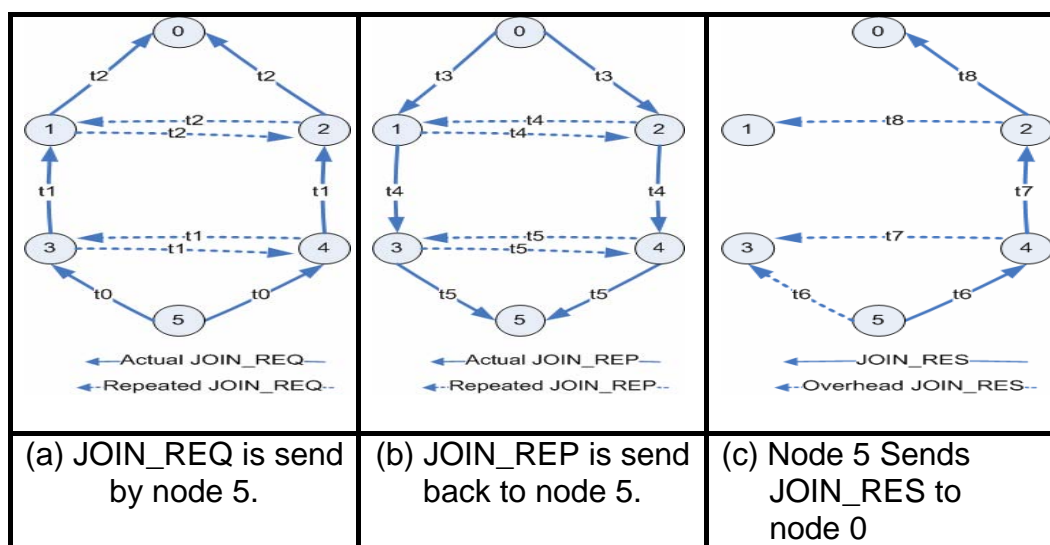 0
t2
t2
1
t2
t2
2
t1
t1
3
t1
t1
4
t0
t0
5
Actual JOIN_REQ
Repeated JOIN_REQ
(a) JOIN_REQ is send
by node 5.
0
t3
t3
1
t4
t4
2
t4
t4
3
t5
t5
4
t5
t5
5
Actual JOIN_REP
Repeated JOIN_REP
(b) JOIN_REP is send
back to node 5.
0
t8
1
t8
2
t7
3
t7
4
t6
t6
5
JOIN_RES
Overhead JOIN_RES
(c) Node 5 Sends
JOIN_RES to
node 0